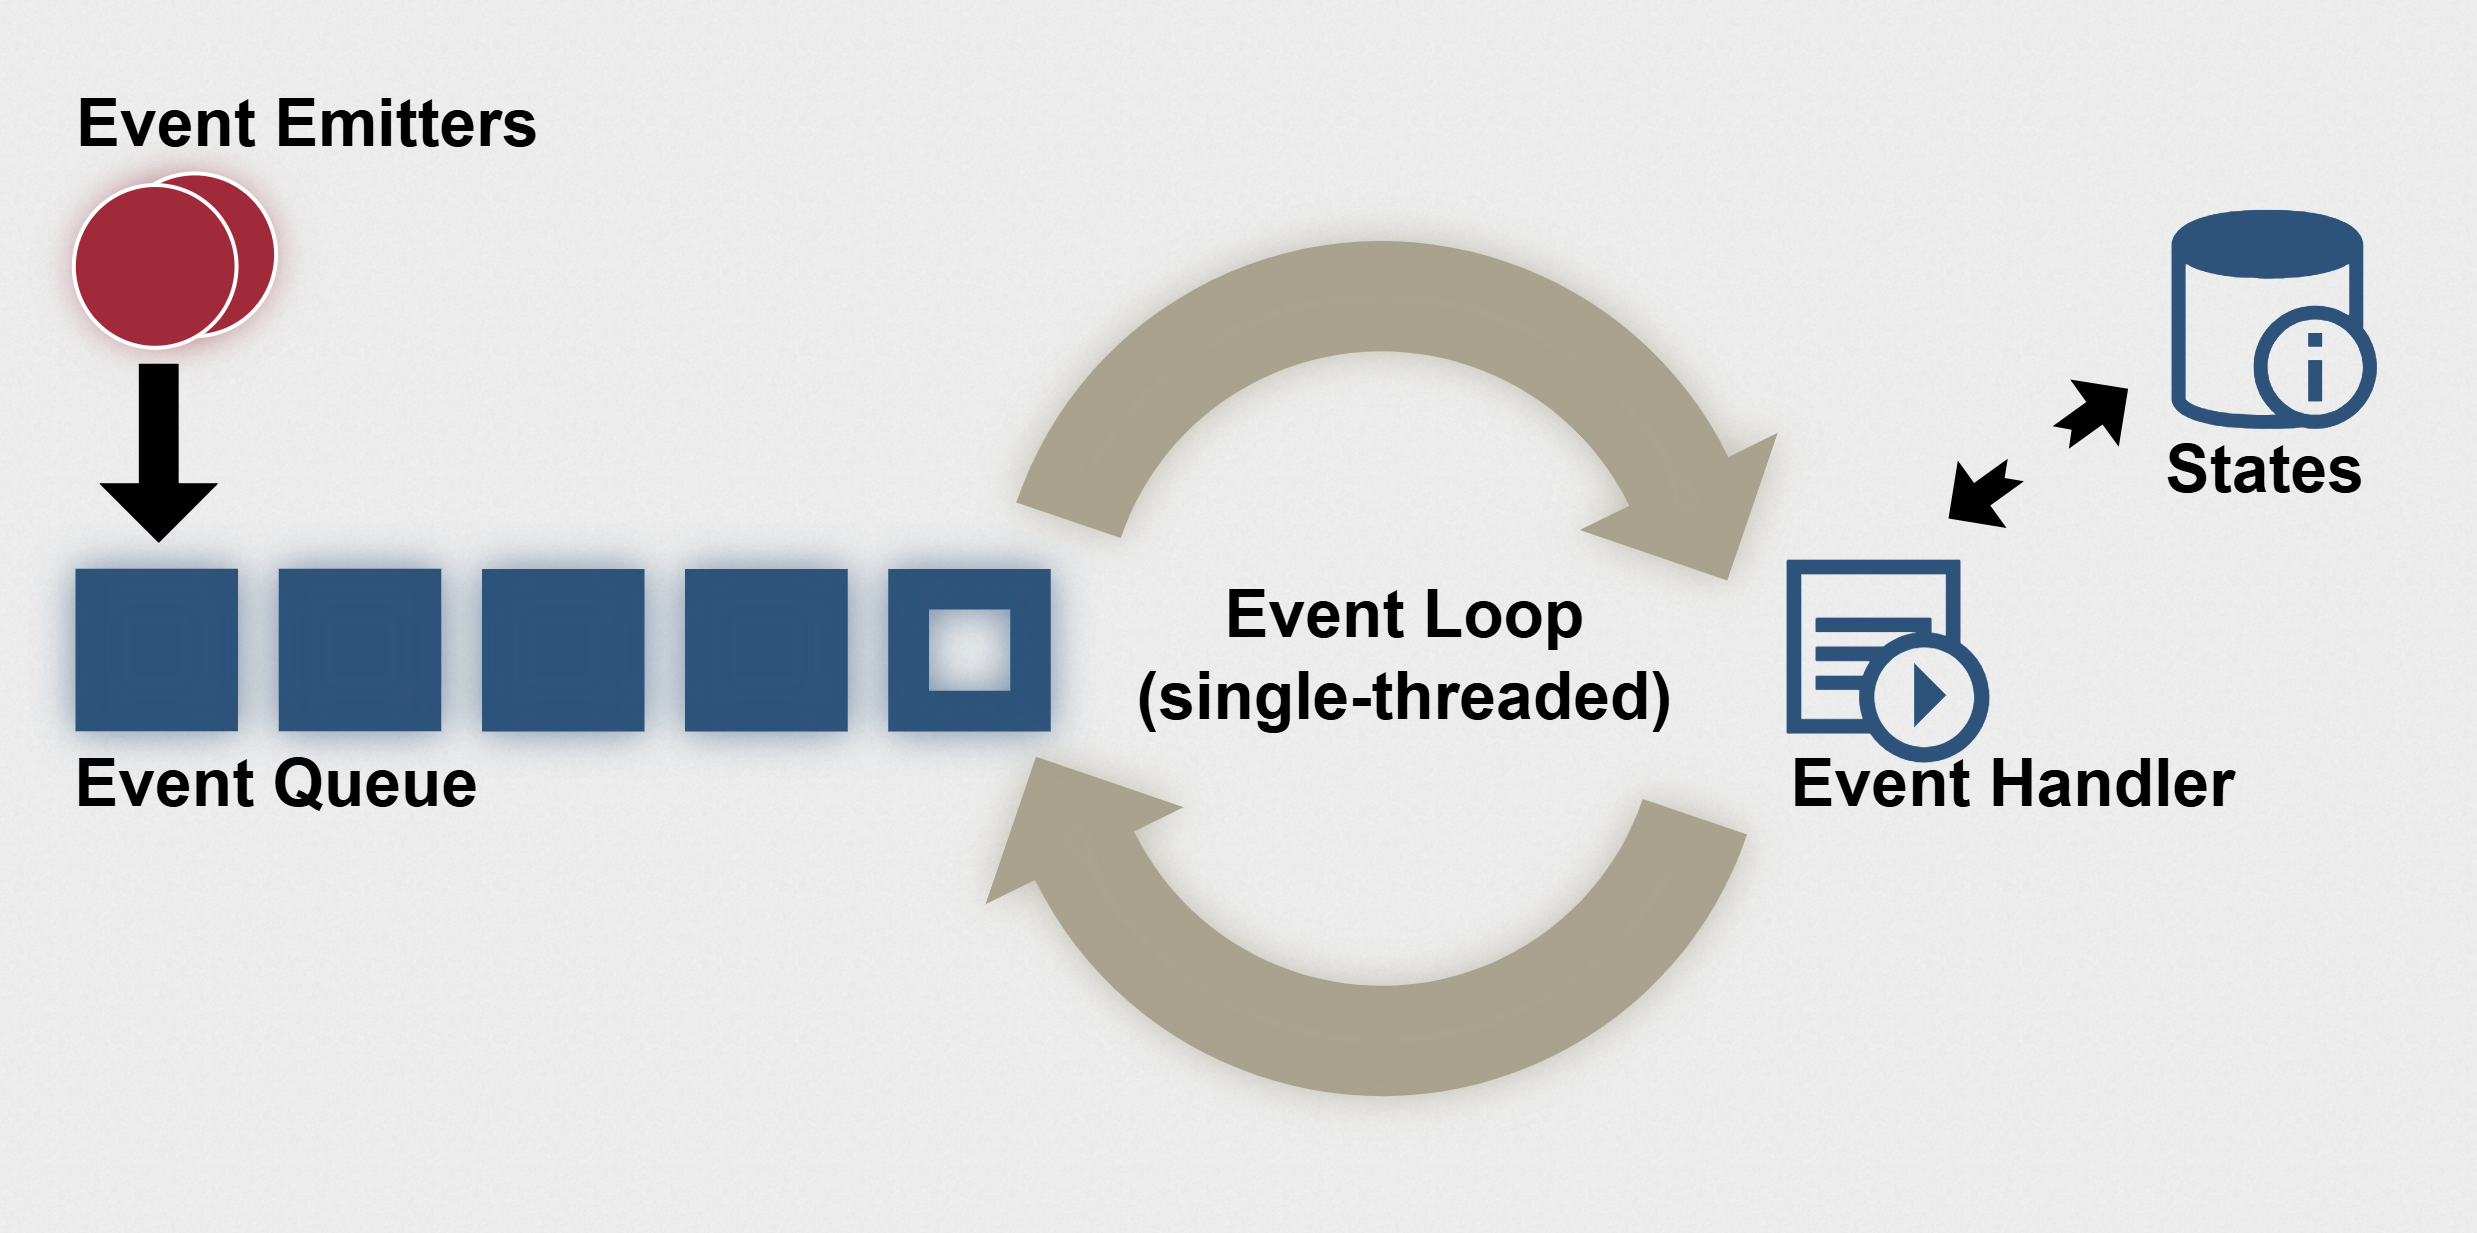 Event Emitters
States
Event Loop
(single-threaded)
Event Queue
Event Handler